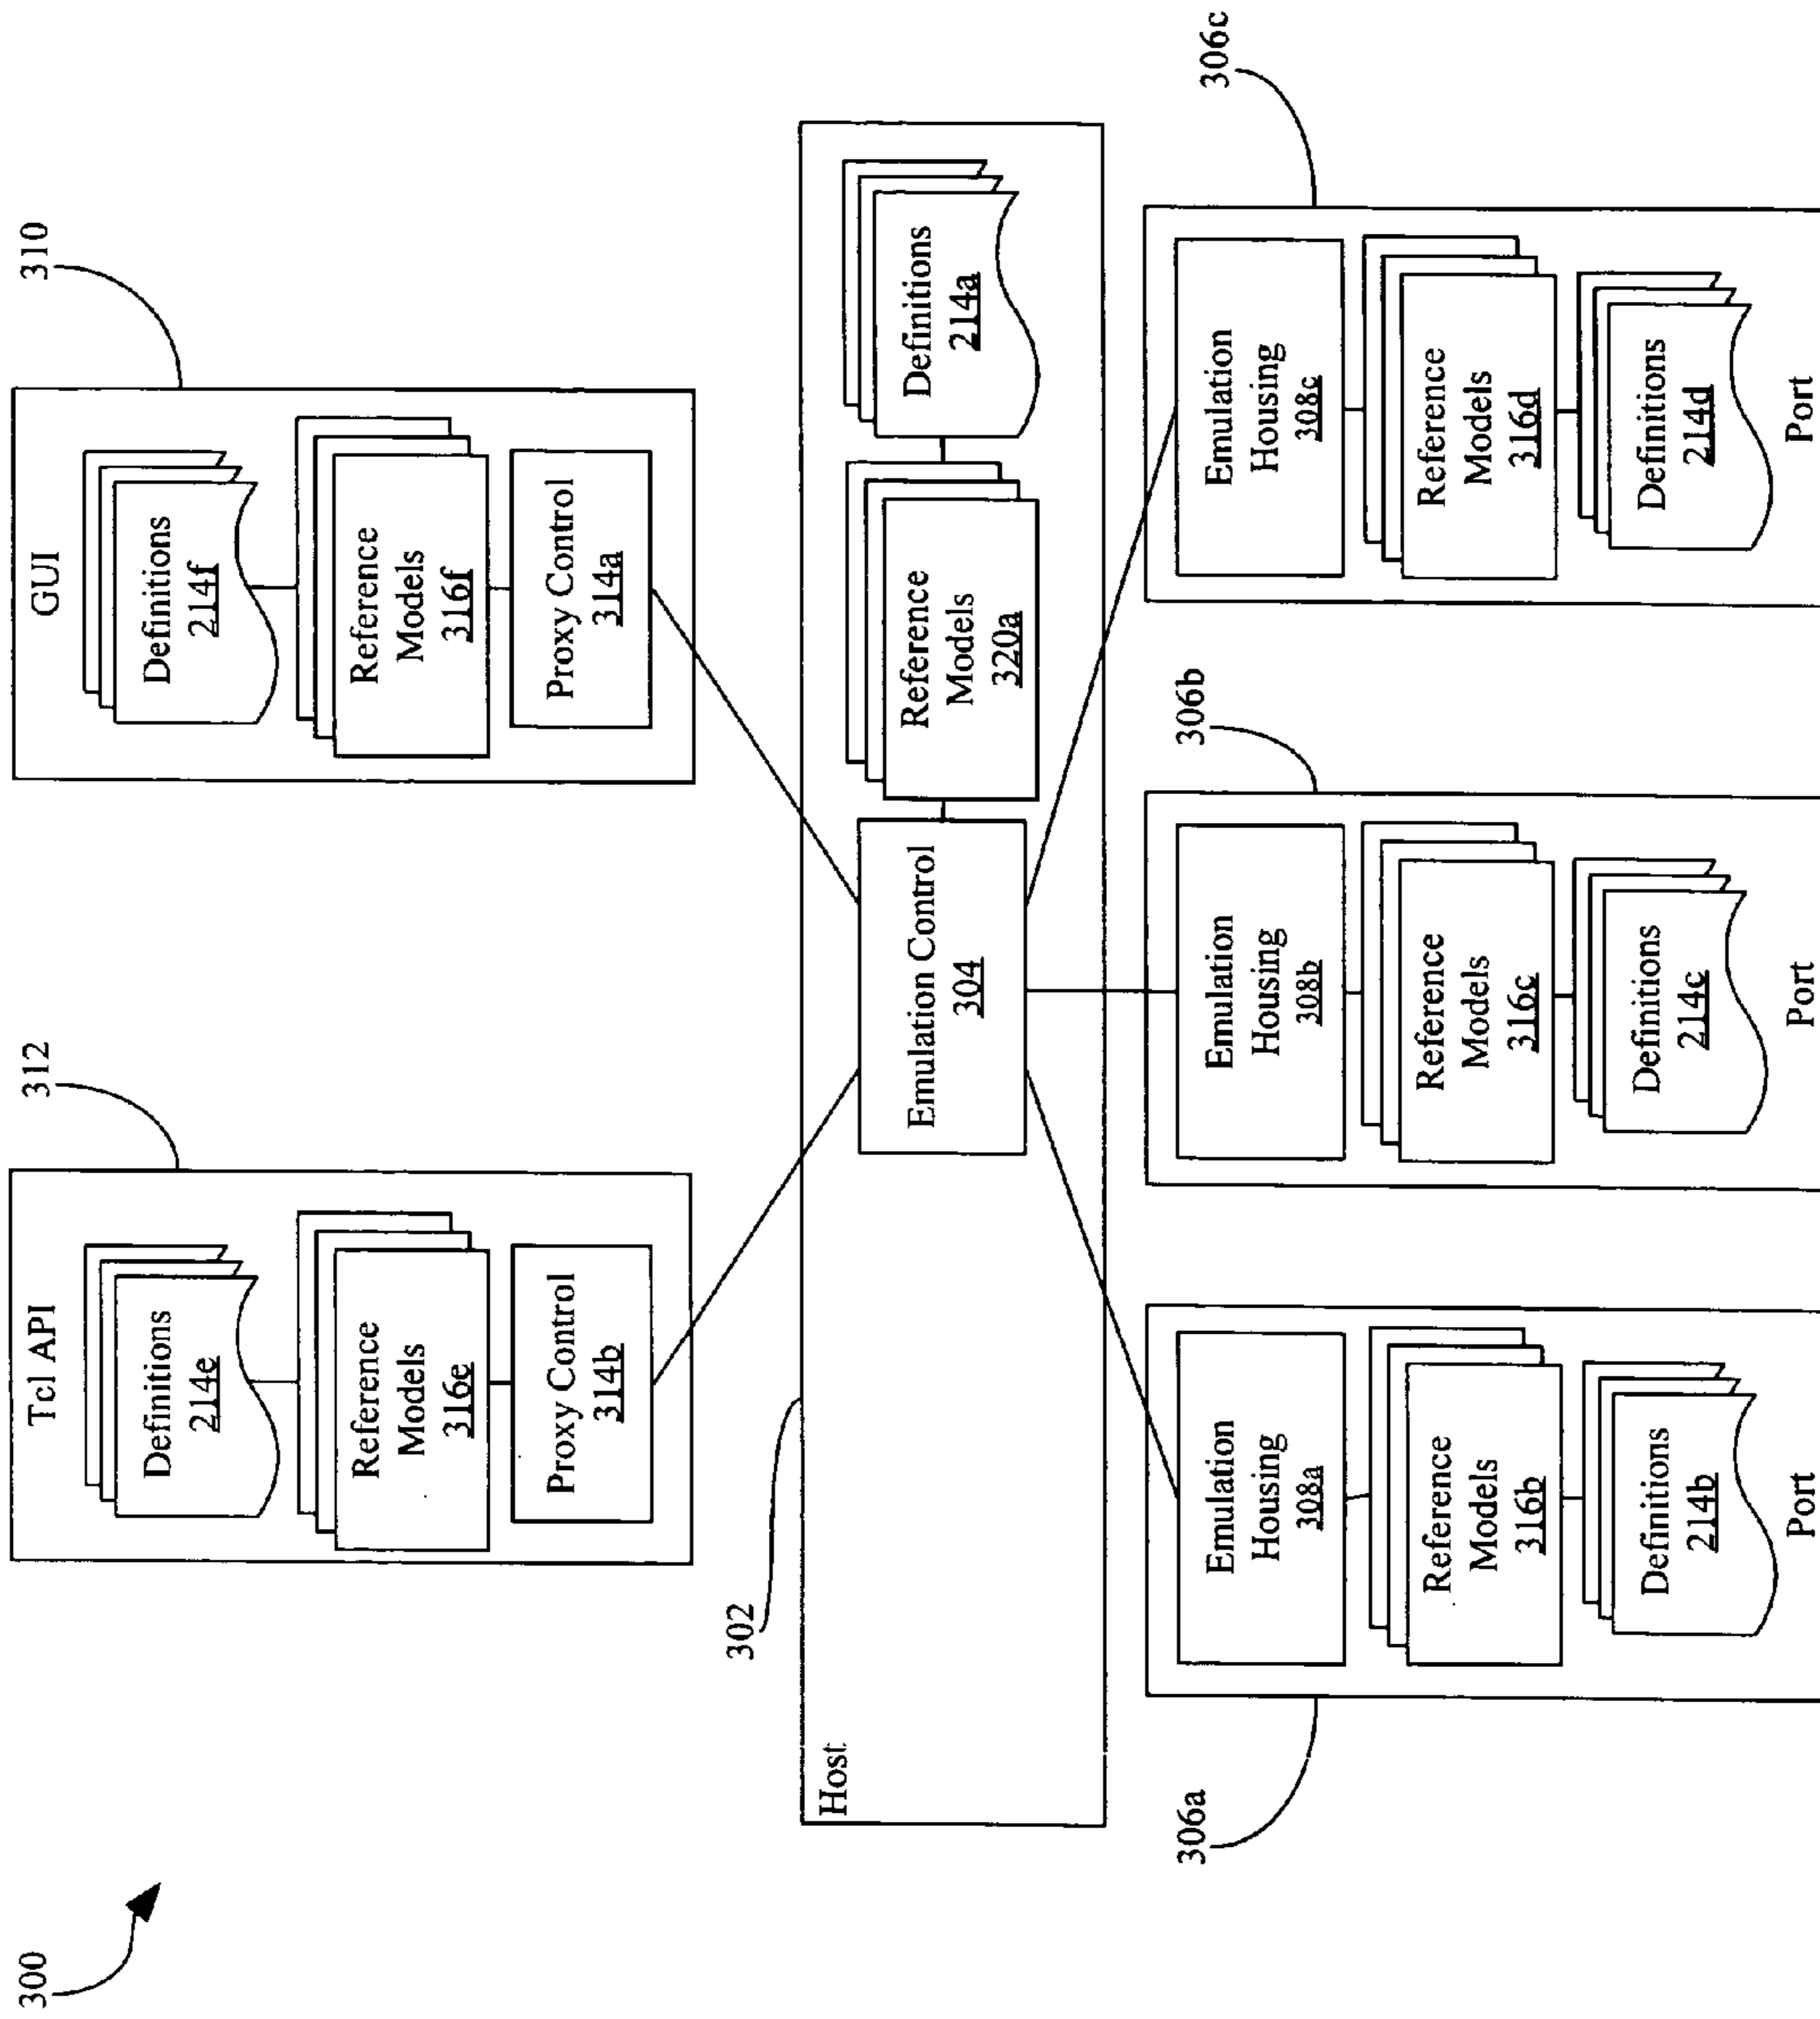 300
312
310
Tcl API
Definitions
214e
Reference
Models
316e
Proxy Control
314b
GUI
Definitions
214f
Reference
Models
316f
Proxy Control
314a
302
Host
Emulation Control
304
Reference
Models
320a
Definitions
214a
306a
306b
306c
Emulation
Housing
308a
Reference
Models
316b
Definitions
214b
Port
Emulation
Housing
308b
Reference
Models
316c
Definitions
214c
Port
Emulation
Housing
308c
Reference
Models
316d
Definitions
214d
Port